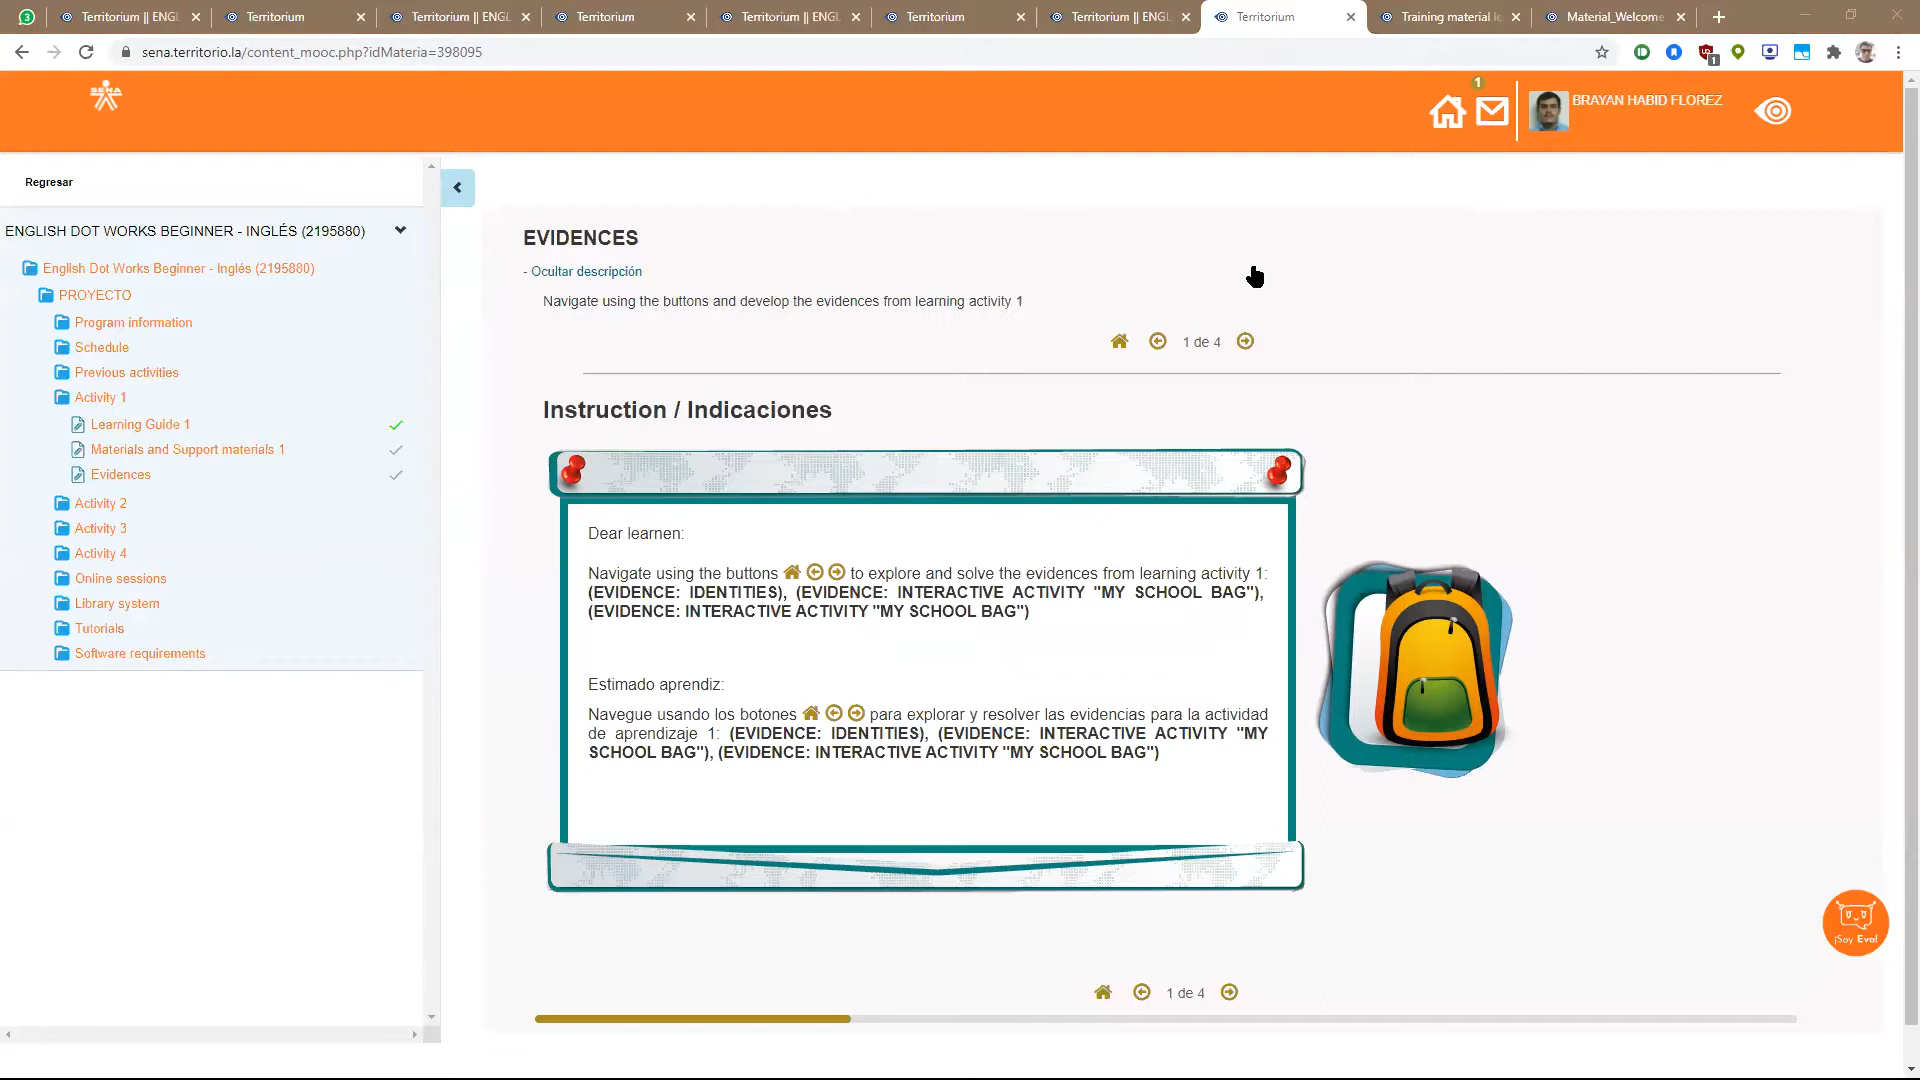 3
Territorium || ENGL
Territorium
Territorium || ENGL
Territorium
Territorium || ENGL
Territorium
Territorium || ENGL
Territorium
Training material le
Material_Welcome
sena.territorio.la/content_mooc.php?idMateria=398095
1
SENA
1
BRAYAN HABID FLOREZ
Regresar
ENGLISH DOT WORKS BEGINNER - INGLÉS (2195880)
English Dot Works Beginner - Inglés (2195880)
PROYECTO
Program information
Schedule
Previous activities
Activity 1
Learning Guide 1
Materials and Support materials 1
Evidences
Activity 2
Activity 3
Activity 4
Online sessions
Library system
Tutorials
Software requirements
EVIDENCES
- Ocultar descripción
Navigate using the buttons and develop the evidences from learning activity 1
1 de 4
Instruction / Indicaciones
Dear learnen:
Navigate using the buttons to explore and solve the evidences from learning activity 1:
(EVIDENCE: IDENTITIES), (EVIDENCE: INTERACTIVE ACTIVITY "MY SCHOOL BAG"),
(EVIDENCE: INTERACTIVE ACTIVITY "MY SCHOOL BAG")
Estimado aprendiz:
Navegue usando los botones para explorar y resolver las evidencias para la actividad
de aprendizaje 1: (EVIDENCE: IDENTITIES), (EVIDENCE: INTERACTIVE ACTIVITY "MY
SCHOOL BAG"), (EVIDENCE: INTERACTIVE ACTIVITY "MY SCHOOL BAG")
¡Soy Eva!
1 de 4